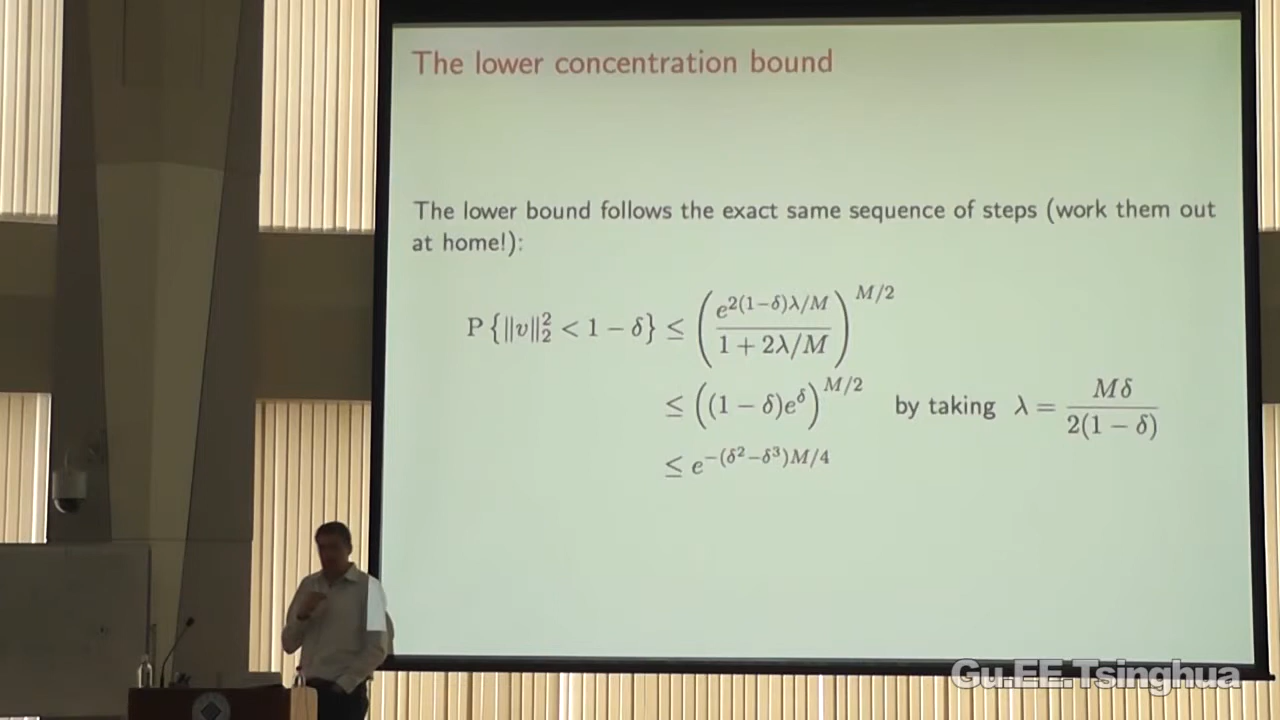 The lower concentration bound
The lower bound follows the exact same sequence of steps (work them out
at home!):
P{‖v‖₂² < 1 − δ} ≤ (e^{2(1−δ)λ/M} / (1 + 2λ/M))^{M/2}
≤ ((1 − δ)e^δ)^{M/2} by taking λ = Mδ / 2(1 − δ)
≤ e^{−(δ²−δ³)M/4}
Gu.EE.Tsinghua